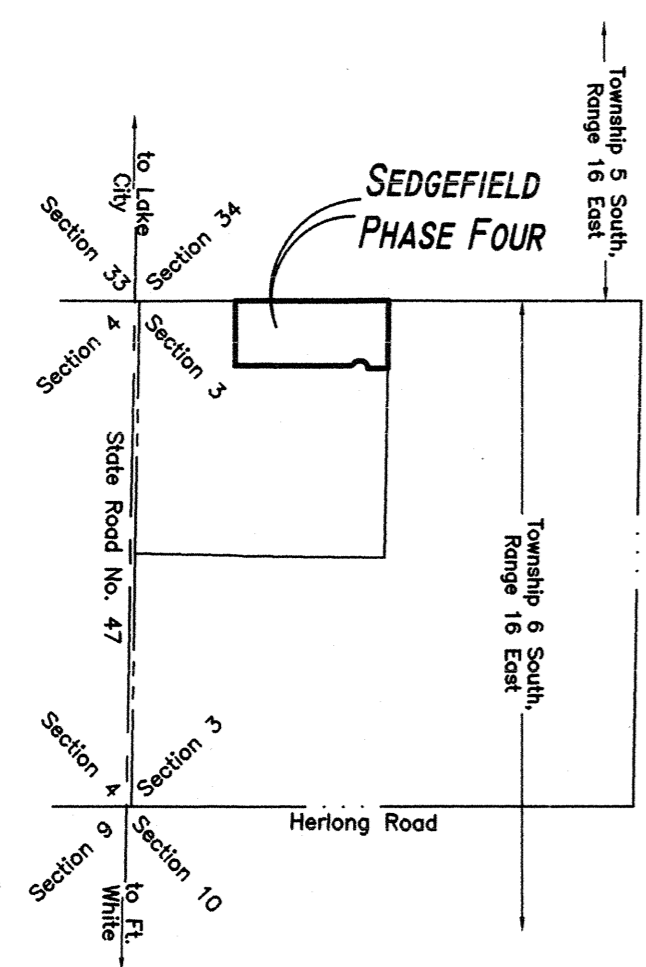 Township 5 South,
Range 16 East
to Lake
City
Section 33
Section 34
SEDGEFIELD
PHASE FOUR
Section 4
Section 3
State Road No. 47
Township 6 South,
Range 16 East
Section 4
Section 3
Herlong Road
Section 9
Section 10
to Ft.
White